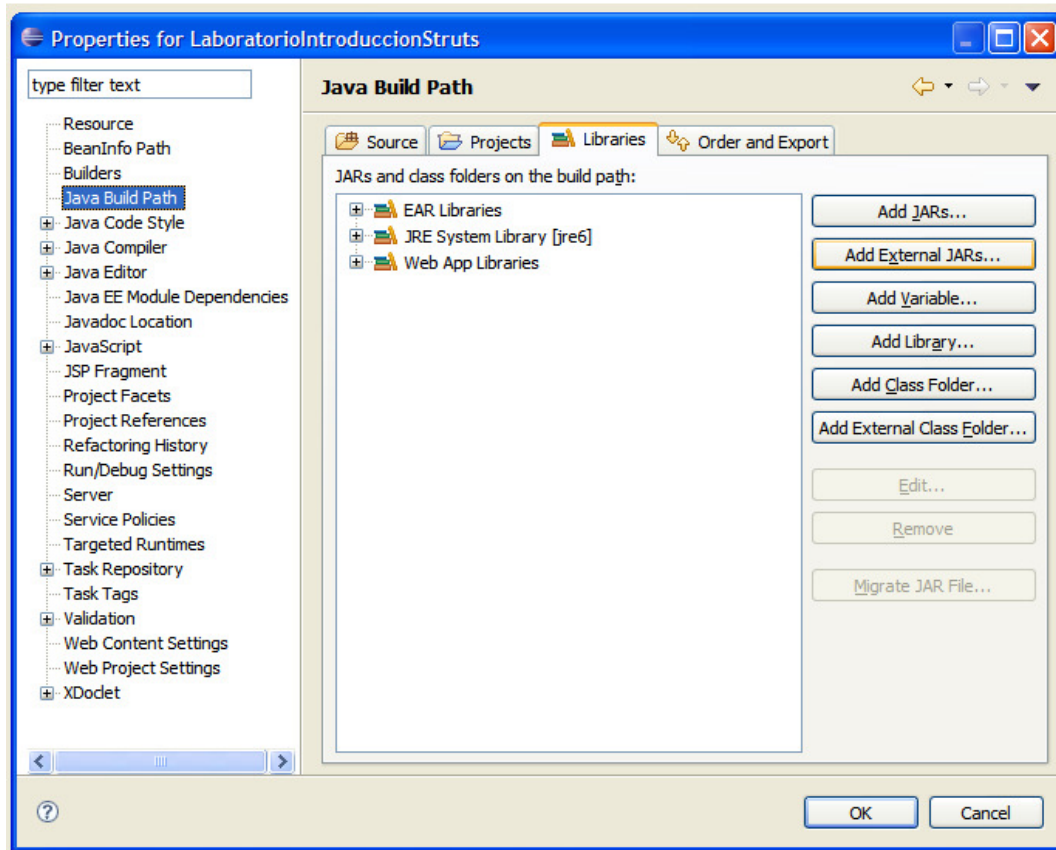 Properties for LaboratorioIntroduccionStruts
type filter text
Resource
BeanInfo Path
Builders
Java Build Path
Java Code Style
Java Compiler
Java Editor
Java EE Module Dependencies
Javadoc Location
JavaScript
JSP Fragment
Project Facets
Project References
Refactoring History
Run/Debug Settings
Server
Service Policies
Targeted Runtimes
Task Repository
Task Tags
Validation
Web Content Settings
Web Project Settings
XDoclet
Java Build Path
Source Projects Libraries Order and Export
JARs and class folders on the build path:
EAR Libraries
JRE System Library [jre6]
Web App Libraries
Add JARs...
Add External JARs...
Add Variable...
Add Library...
Add Class Folder...
Add External Class Folder...
Edit...
Remove
Migrate JAR File...
OK Cancel